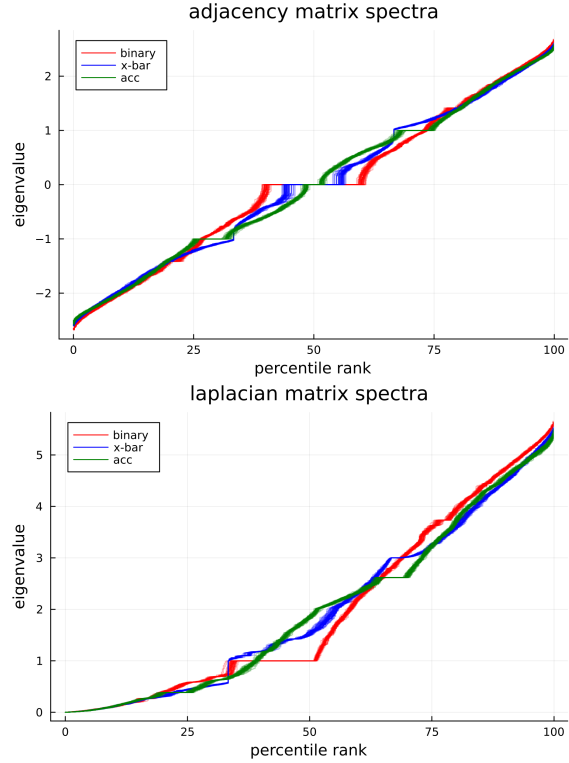 adjacency matrix spectra
binary
x-bar
acc
2
1
0
−1
−2
eigenvalue
0
25
50
75
100
percentile rank
laplacian matrix spectra
binary
x-bar
acc
5
4
3
2
1
0
eigenvalue
0
25
50
75
100
percentile rank